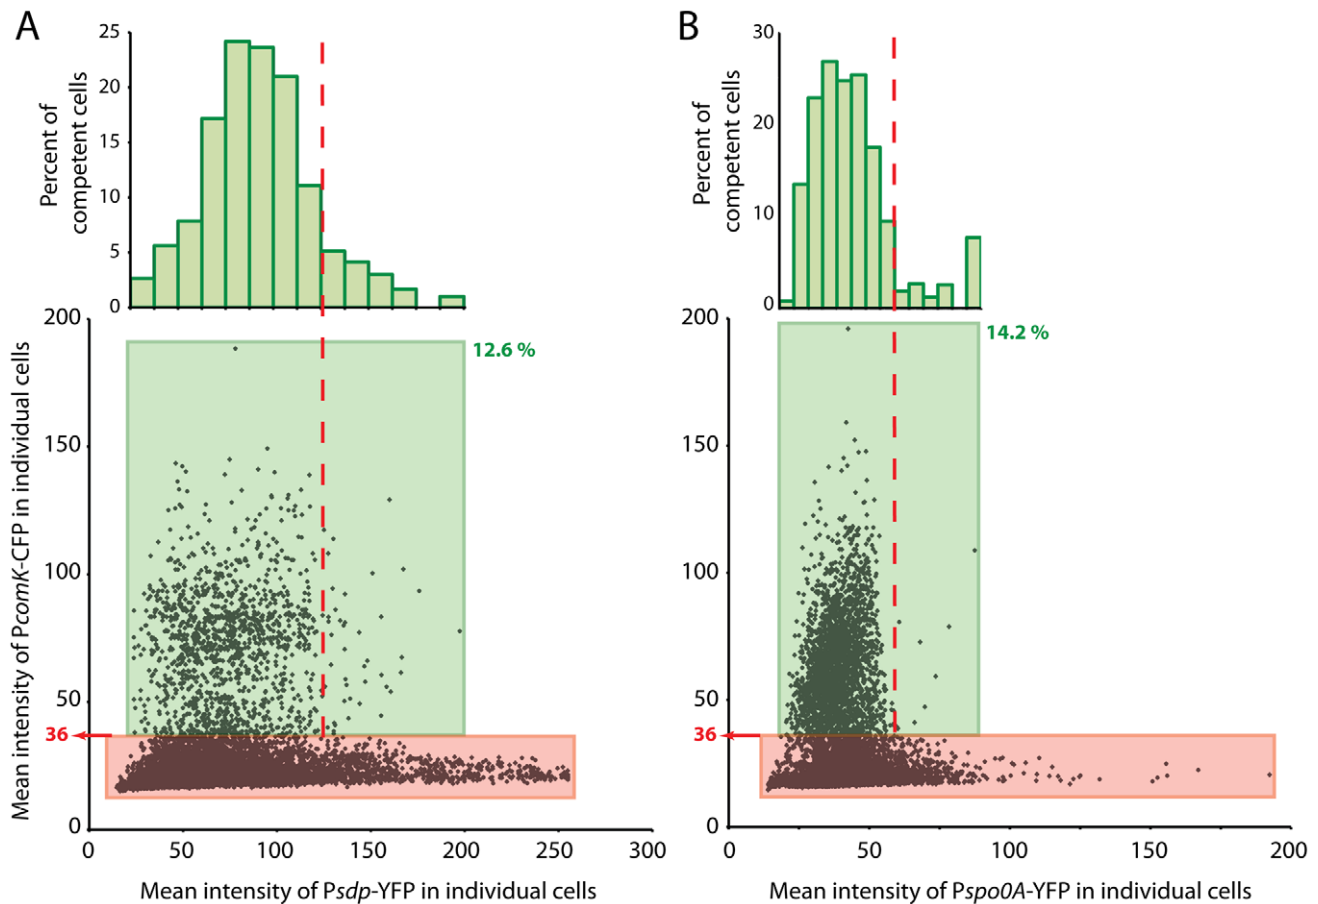 A
25
20
15
10
5
0
Percent of
competent cells
200
150
100
50
0
36
12.6 %
Mean intensity of PcomK-CFP in individual cells
0 50 100 150 200 250 300
Mean intensity of Psdp-YFP in individual cells
B
30
20
10
0
Percent of
competent cells
200
150
100
50
0
36
14.2 %
0 50 100 150 200
Mean intensity of Pspo0A-YFP in individual cells